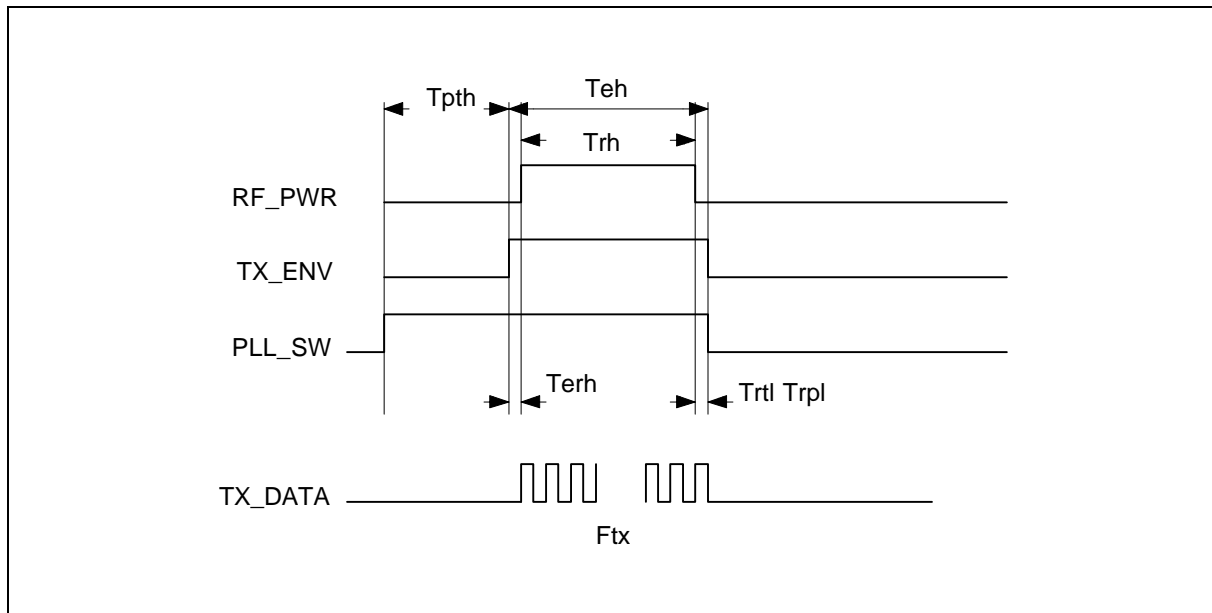 Tpth
Teh
Trh
RF_PWR
TX_ENV
PLL_SW
Terh
Trtl Trpl
TX_DATA
Ftx